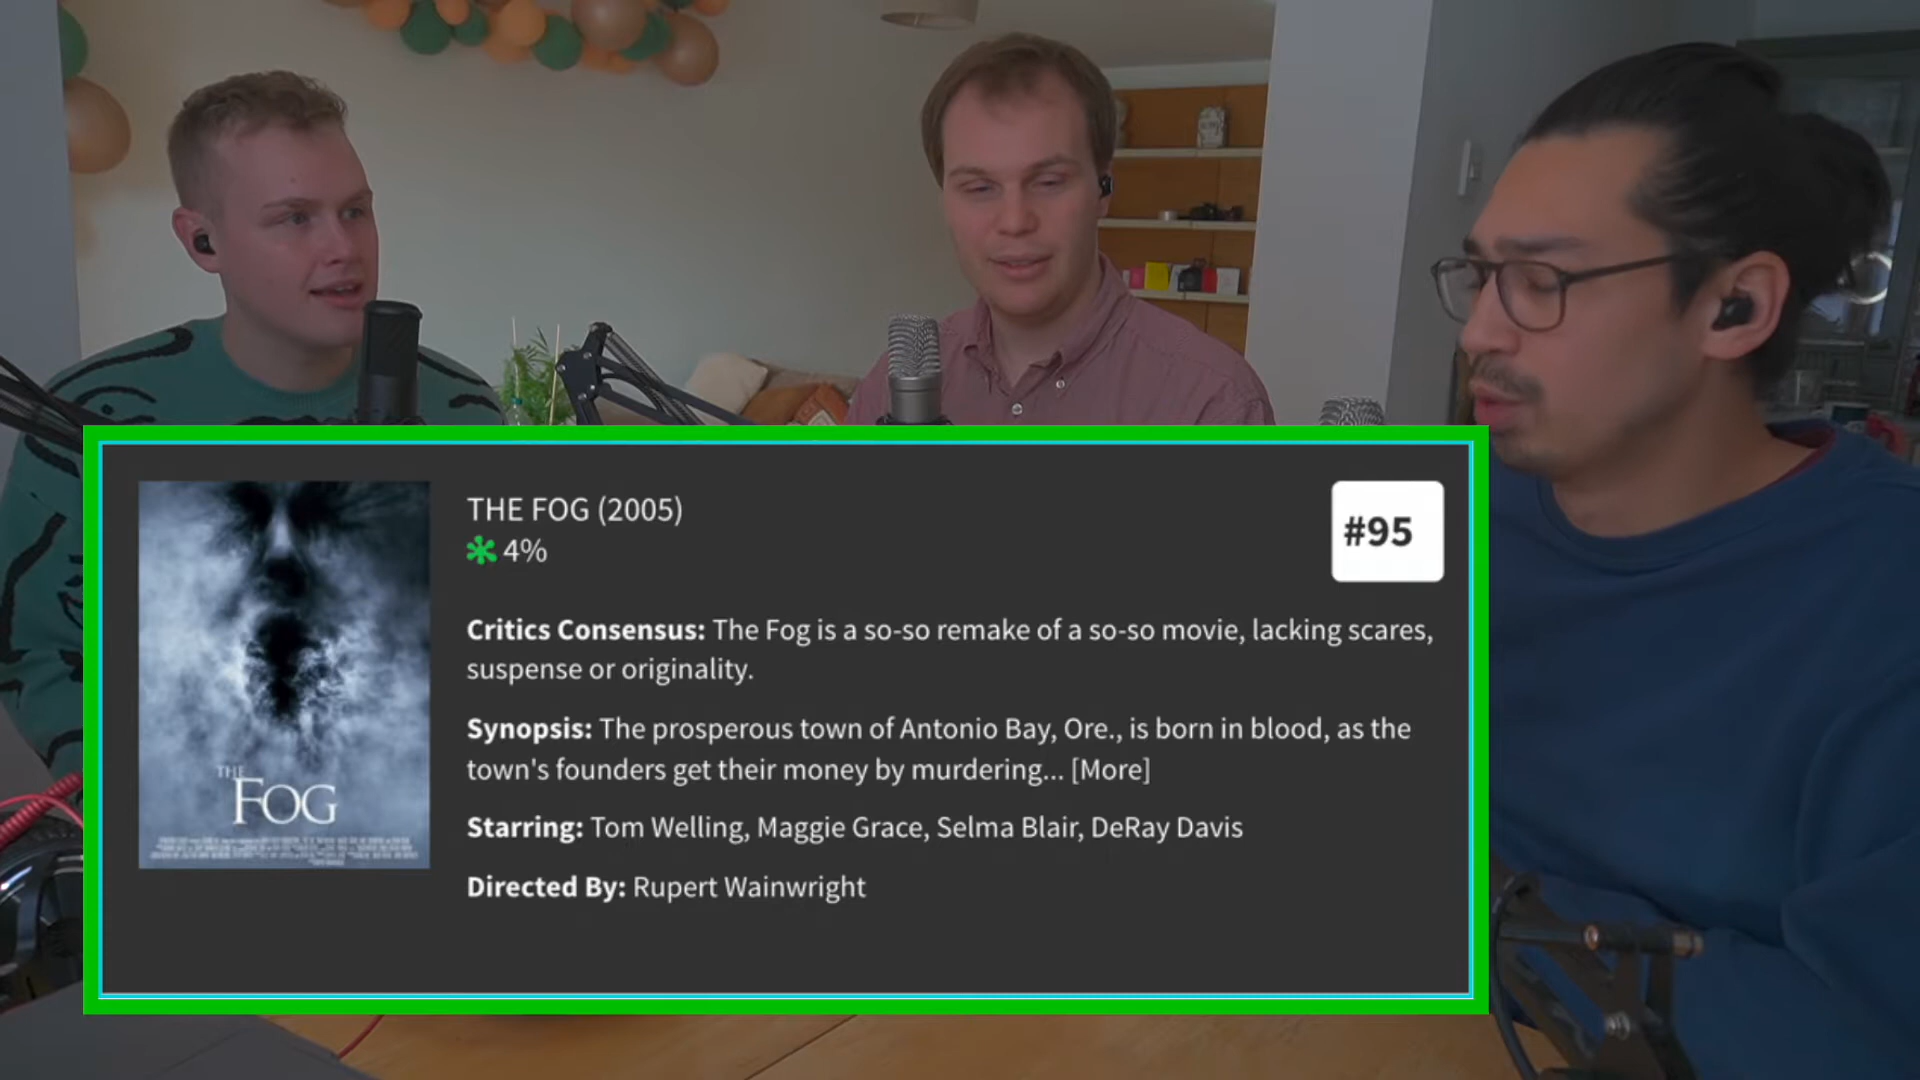 THE FOG (2005)
4%
#95
Critics Consensus: The Fog is a so-so remake of a so-so movie, lacking scares,
suspense or originality.
Synopsis: The prosperous town of Antonio Bay, Ore., is born in blood, as the
town's founders get their money by murdering... [More]
Starring: Tom Welling, Maggie Grace, Selma Blair, DeRay Davis
Directed By: Rupert Wainwright
THE
FOG